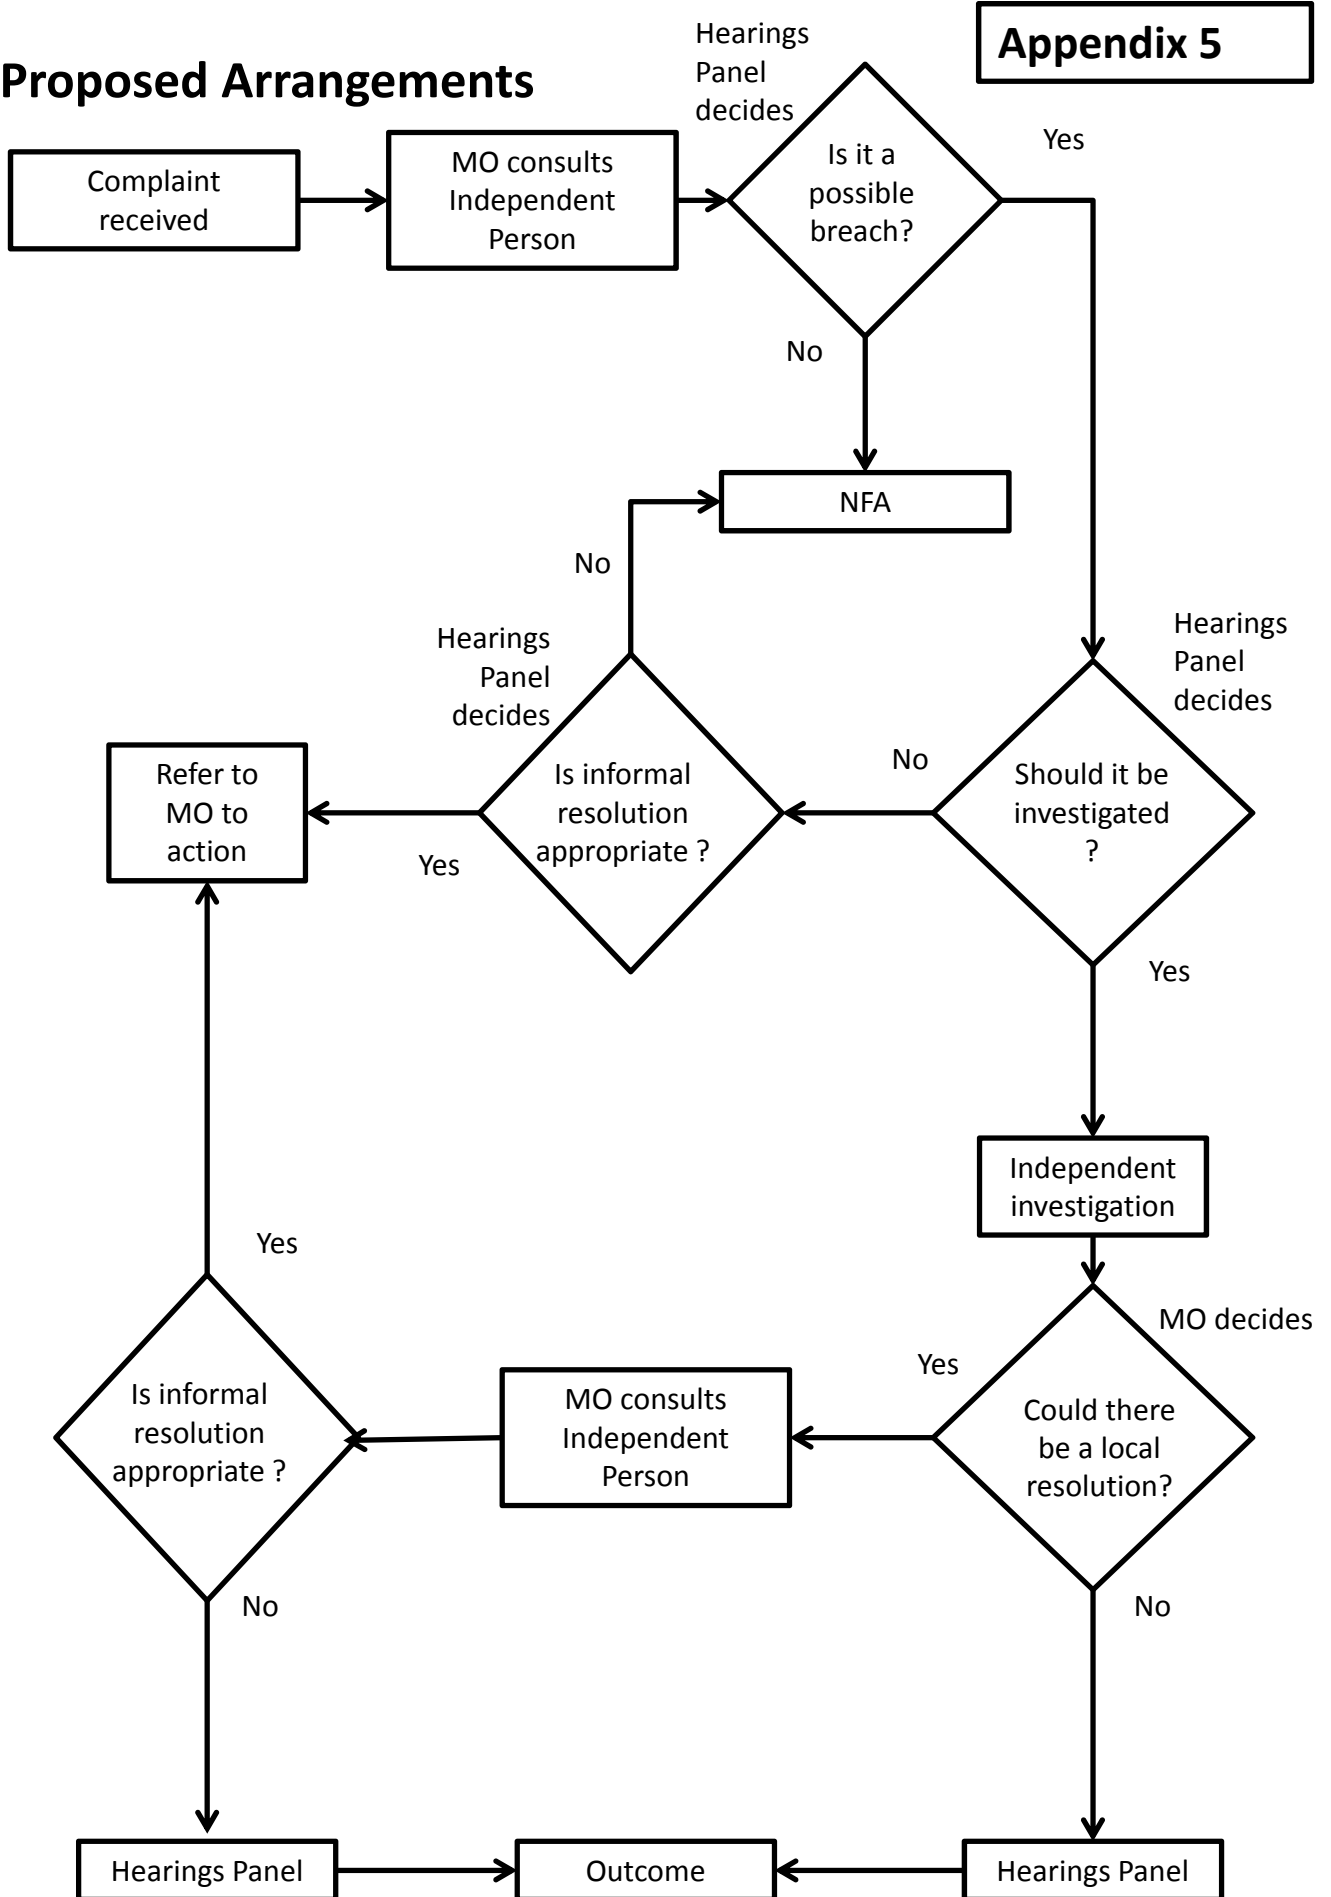 Appendix 5
Proposed Arrangements
Complaint
received
MO consults
Independent
Person
Hearings
Panel
decides
Is it a
possible
breach?
Yes
No
NFA
No
Hearings
Panel
decides
Hearings
Panel
decides
Refer to
MO to
action
Yes
Is informal
resolution
appropriate ?
No
Should it be
investigated
?
Yes
Independent
investigation
Yes
MO decides
Is informal
resolution
appropriate ?
MO consults
Independent
Person
Yes
Could there
be a local
resolution?
No
No
Hearings Panel
Outcome
Hearings Panel